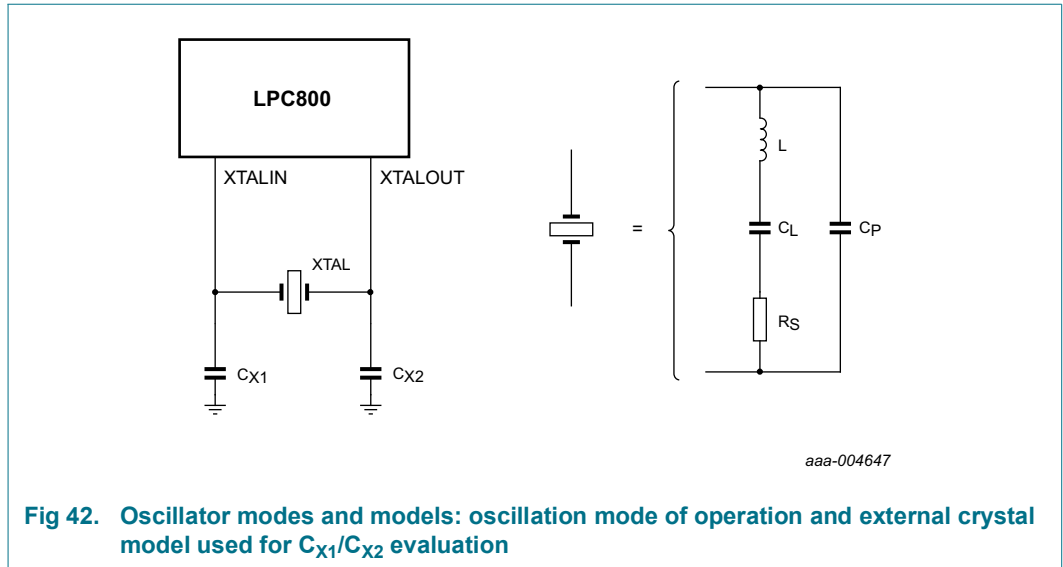 LPC800
XTALIN XTALOUT
XTAL
CX1 CX2
=
L
CL CP
RS
aaa-004647
Fig 42. Oscillator modes and models: oscillation mode of operation and external crystal
model used for CX1/CX2 evaluation